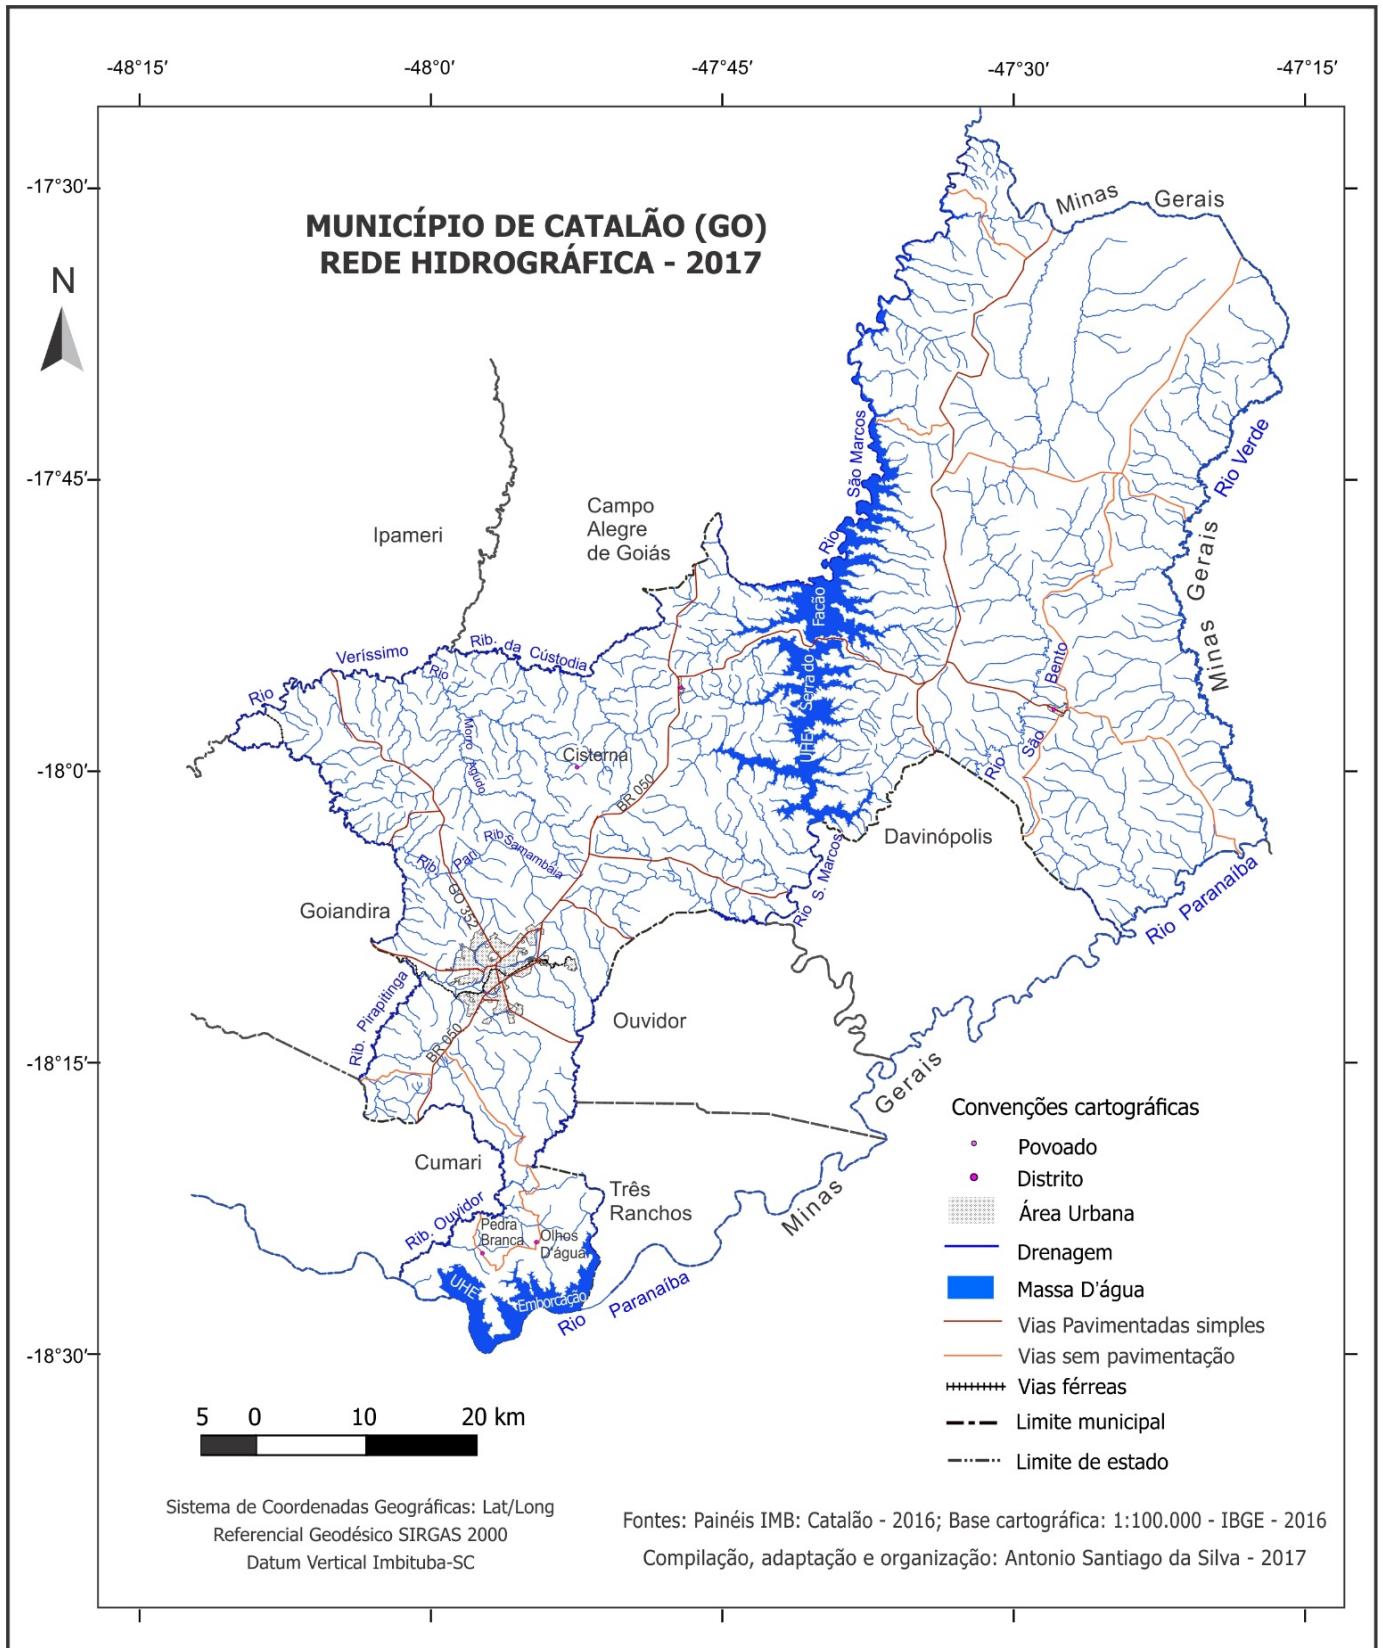 -48°15′
-48°0′
-47°45′
-47°30′
-47°15′
-17°30′
-17°45′
-18°0′
-18°15′
-18°30′
MUNICÍPIO DE CATALÃO (GO)
REDE HIDROGRÁFICA - 2017
N
Minas Gerais
Rio Verde
Minas Gerais
Minas Gerais
Rio São Marcos
Campo
Alegre
de Goiás
Ipameri
Rib. da Cústodia
Rio Veríssimo
Rio
Morro Agudo
UHE Serra do Facão
Rio São Bento
Cisterna
BR 050
Rib. Samambaia
Rib. Pari
GO 352
Davinópolis
Rio S. Marcos
Rio Paranaíba
Goiandira
Rib. Pirapitinga
BR 050
Ouvidor
Minas Gerais
Cumari
Três
Ranchos
Rib. Ouvidor
Pedra
Branca
Olhos
D'água
UHE Emborcação
Rio Paranaíba
Convenções cartográficas
Povoado
Distrito
Área Urbana
Drenagem
Massa D'água
Vias Pavimentadas simples
Vias sem pavimentação
Vias férreas
Limite municipal
Limite de estado
5 0 10 20 km
Sistema de Coordenadas Geográficas: Lat/Long
Referencial Geodésico SIRGAS 2000
Datum Vertical Imbituba-SC
Fontes: Painéis IMB: Catalão - 2016; Base cartográfica: 1:100.000 - IBGE - 2016
Compilação, adaptação e organização: Antonio Santiago da Silva - 2017